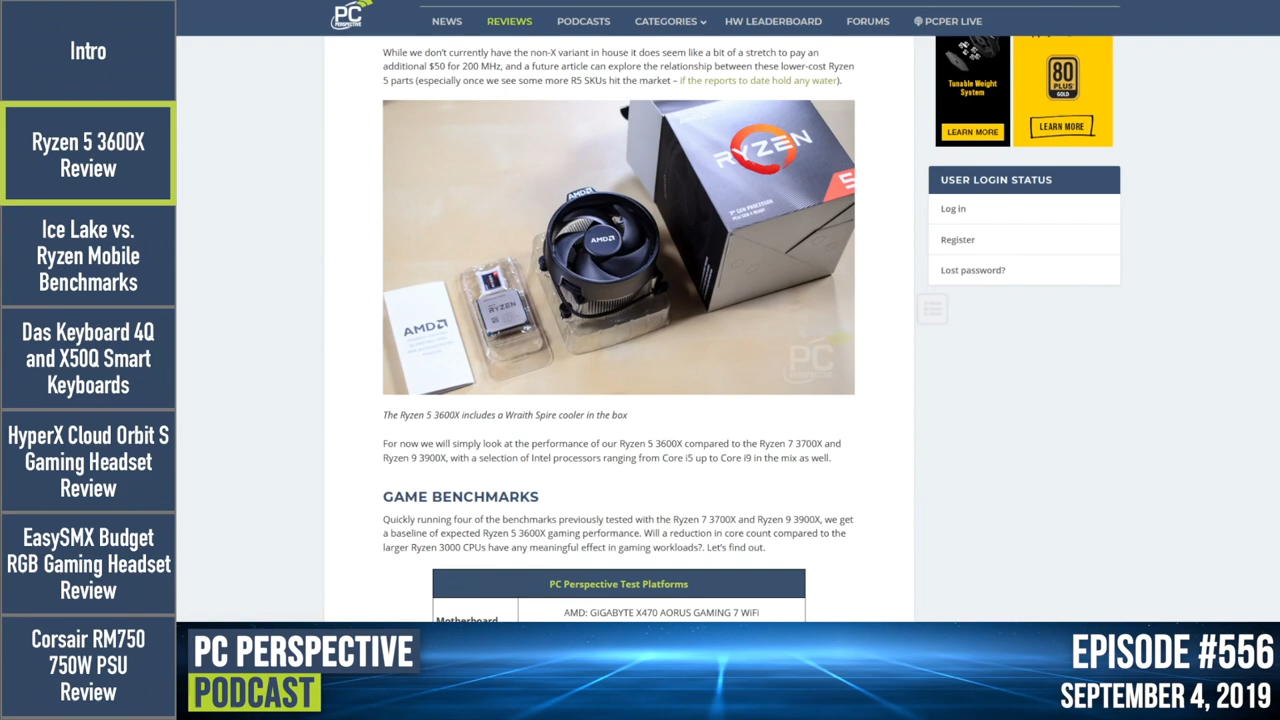 Intro
Ryzen 5 3600X
Review
Ice Lake vs.
Ryzen Mobile
Benchmarks
Das Keyboard 4Q
and X50Q Smart
Keyboards
HyperX Cloud Orbit S
Gaming Headset
Review
EasySMX Budget
RGB Gaming Headset
Review
Corsair RM750
750W PSU
Review
PC
PERSPECTIVE
NEWS
REVIEWS
PODCASTS
CATEGORIES
HW LEADERBOARD
FORUMS
PCPER LIVE
While we don't currently have the non-X variant in house it does seem like a bit of a stretch to pay an
additional $50 for 200 MHz, and a future article can explore the relationship between these lower-cost Ryzen
5 parts (especially once we see some more R5 SKUs hit the market – if the reports to date hold any water).
RYZEN
5
AMD
AMD
RYZEN
AMD
PC
PERSPECTIVE
The Ryzen 5 3600X includes a Wraith Spire cooler in the box
For now we will simply look at the performance of our Ryzen 5 3600X compared to the Ryzen 7 3700X and
Ryzen 9 3900X, with a selection of Intel processors ranging from Core i5 up to Core i9 in the mix as well.
GAME BENCHMARKS
Quickly running four of the benchmarks previously tested with the Ryzen 7 3700X and Ryzen 9 3900X, we get
a baseline of expected Ryzen 5 3600X gaming performance. Will a reduction in core count compared to the
larger Ryzen 3000 CPUs have any meaningful effect in gaming workloads?. Let's find out.
PC Perspective Test Platforms
Motherboard
AMD: GIGABYTE X470 AORUS GAMING 7 WiFi
Tunable Weight
System
LEARN MORE
80
PLUS
GOLD
LEARN MORE
USER LOGIN STATUS
Log in
Register
Lost password?
PC PERSPECTIVE
PODCAST
EPISODE #556
SEPTEMBER 4, 2019